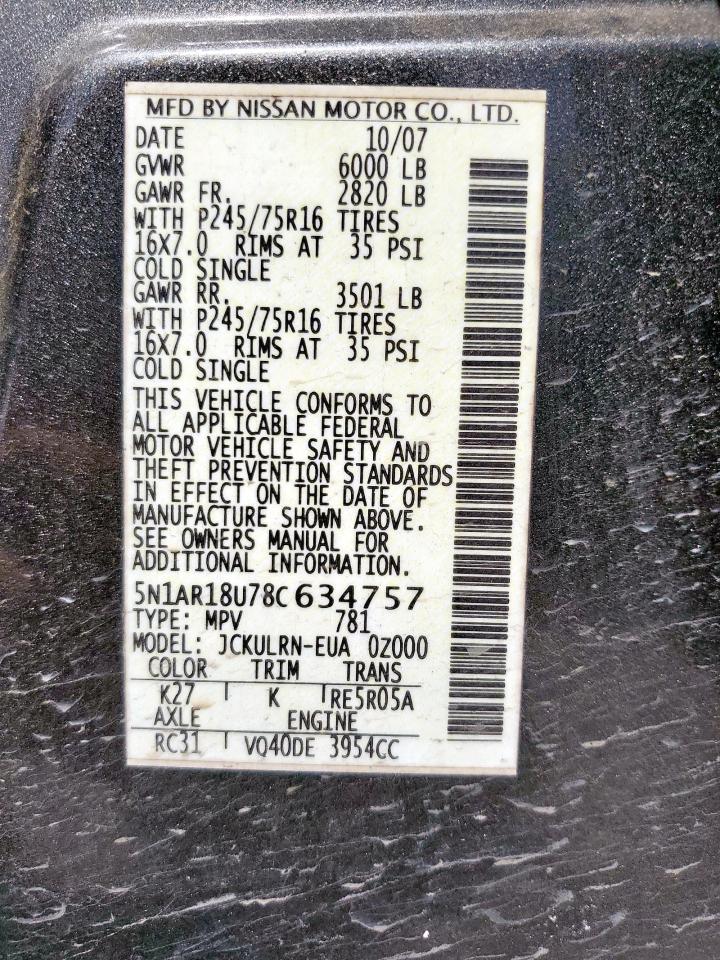 MFD BY NISSAN MOTOR CO., LTD.
DATE 10/07
GVWR 6000 LB
GAWR FR. 2820 LB
WITH P245/75R16 TIRES
16X7.0 RIMS AT 35 PSI
COLD SINGLE
GAWR RR. 3501 LB
WITH P245/75R16 TIRES
16X7.0 RIMS AT 35 PSI
COLD SINGLE
THIS VEHICLE CONFORMS TO
ALL APPLICABLE FEDERAL
MOTOR VEHICLE SAFETY AND
THEFT PREVENTION STANDARDS
IN EFFECT ON THE DATE OF
MANUFACTURE SHOWN ABOVE.
SEE OWNERS MANUAL FOR
ADDITIONAL INFORMATION.
5N1AR18U78C634757
TYPE: MPV 781
MODEL: JCKULRN-EUA 0Z000
COLOR TRIM TRANS
K27 K RE5R05A
AXLE ENGINE
RC31 VQ40DE 3954CC